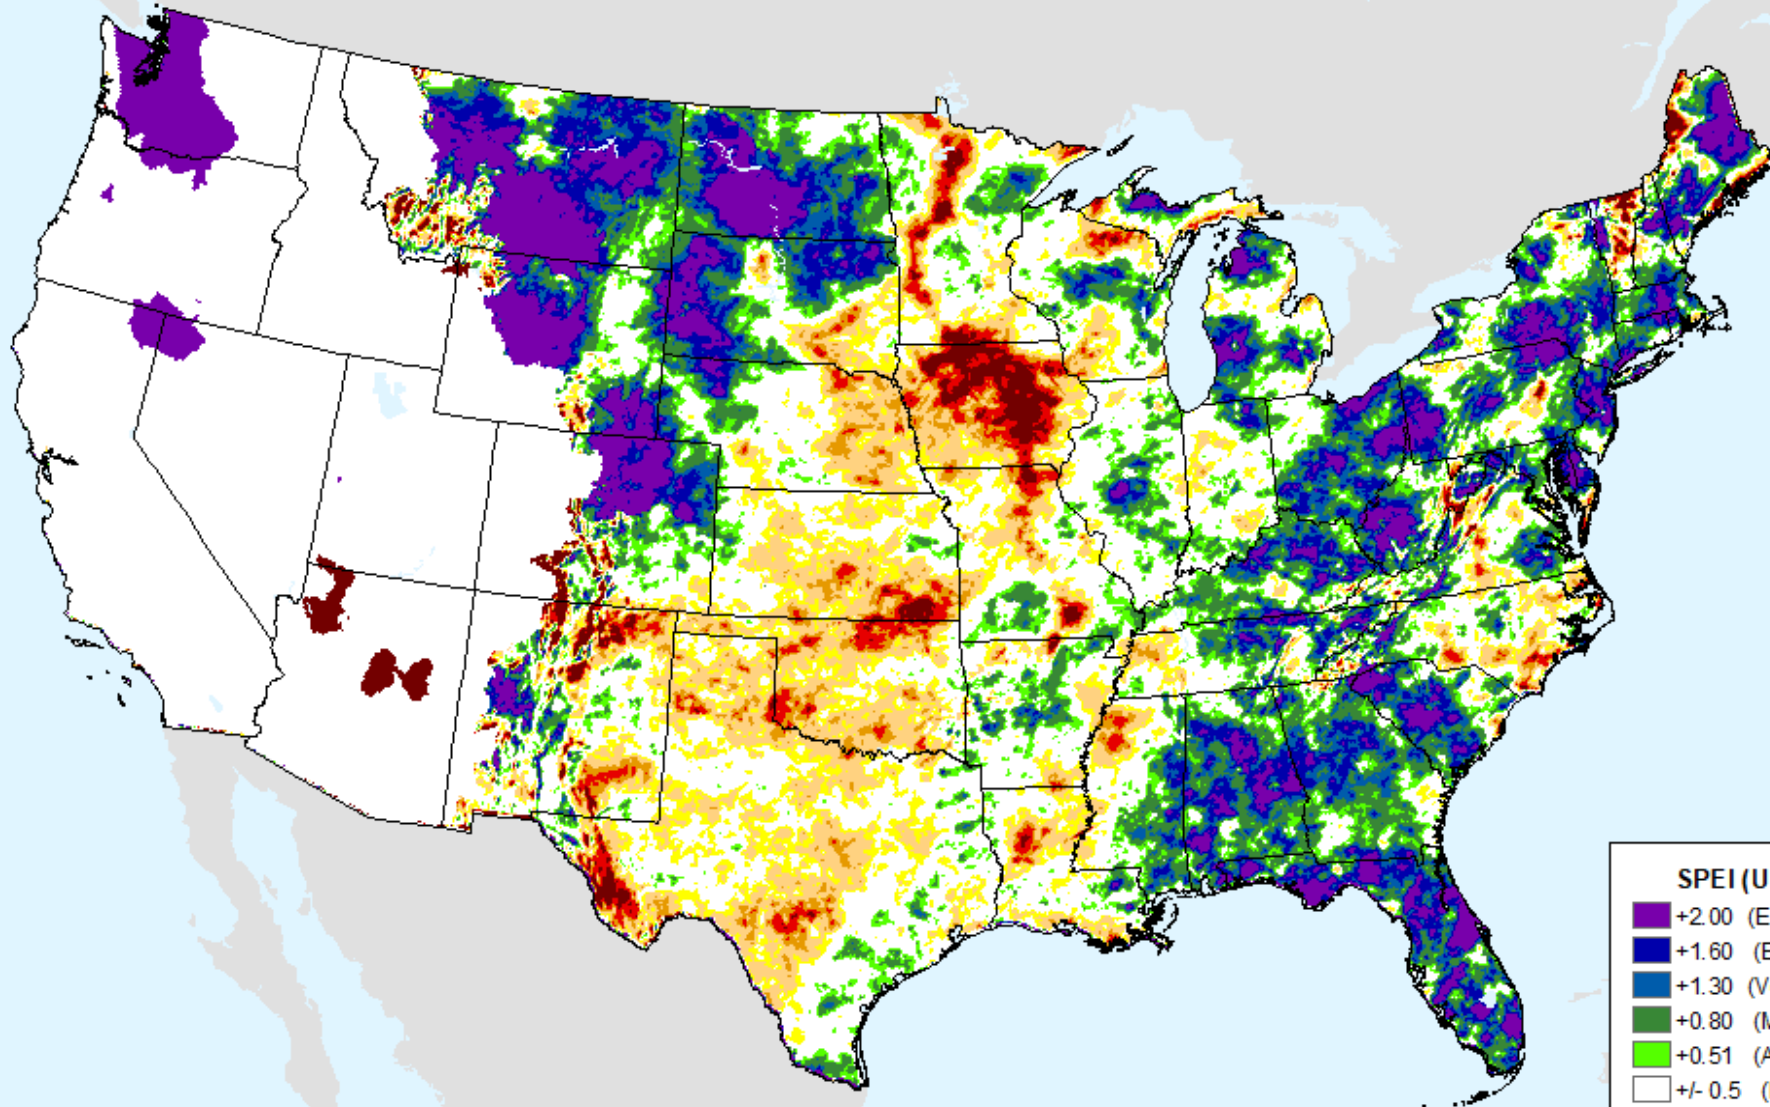 SPEI (U
+2.00 (E
+1.60 (E
+1.30 (V
+0.80 (M
+0.51 (A
+/- 0.5 (